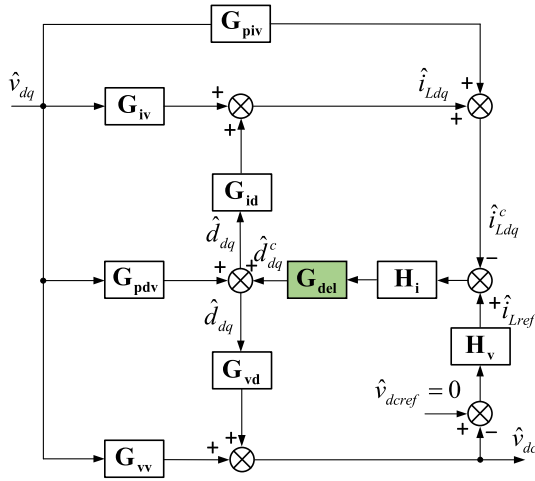 G_piv
v̂_dq
G_iv
+
+
î_Ldq
+
+
G_id
î^c_Ldq
d̂_dq
d̂^c_dq
G_pdv
+
+
G_del
H_i
−
+
î_Lref
d̂_dq
H_v
G_vd
v̂_dcref = 0
+
−
G_vv
+
+
v̂_dc